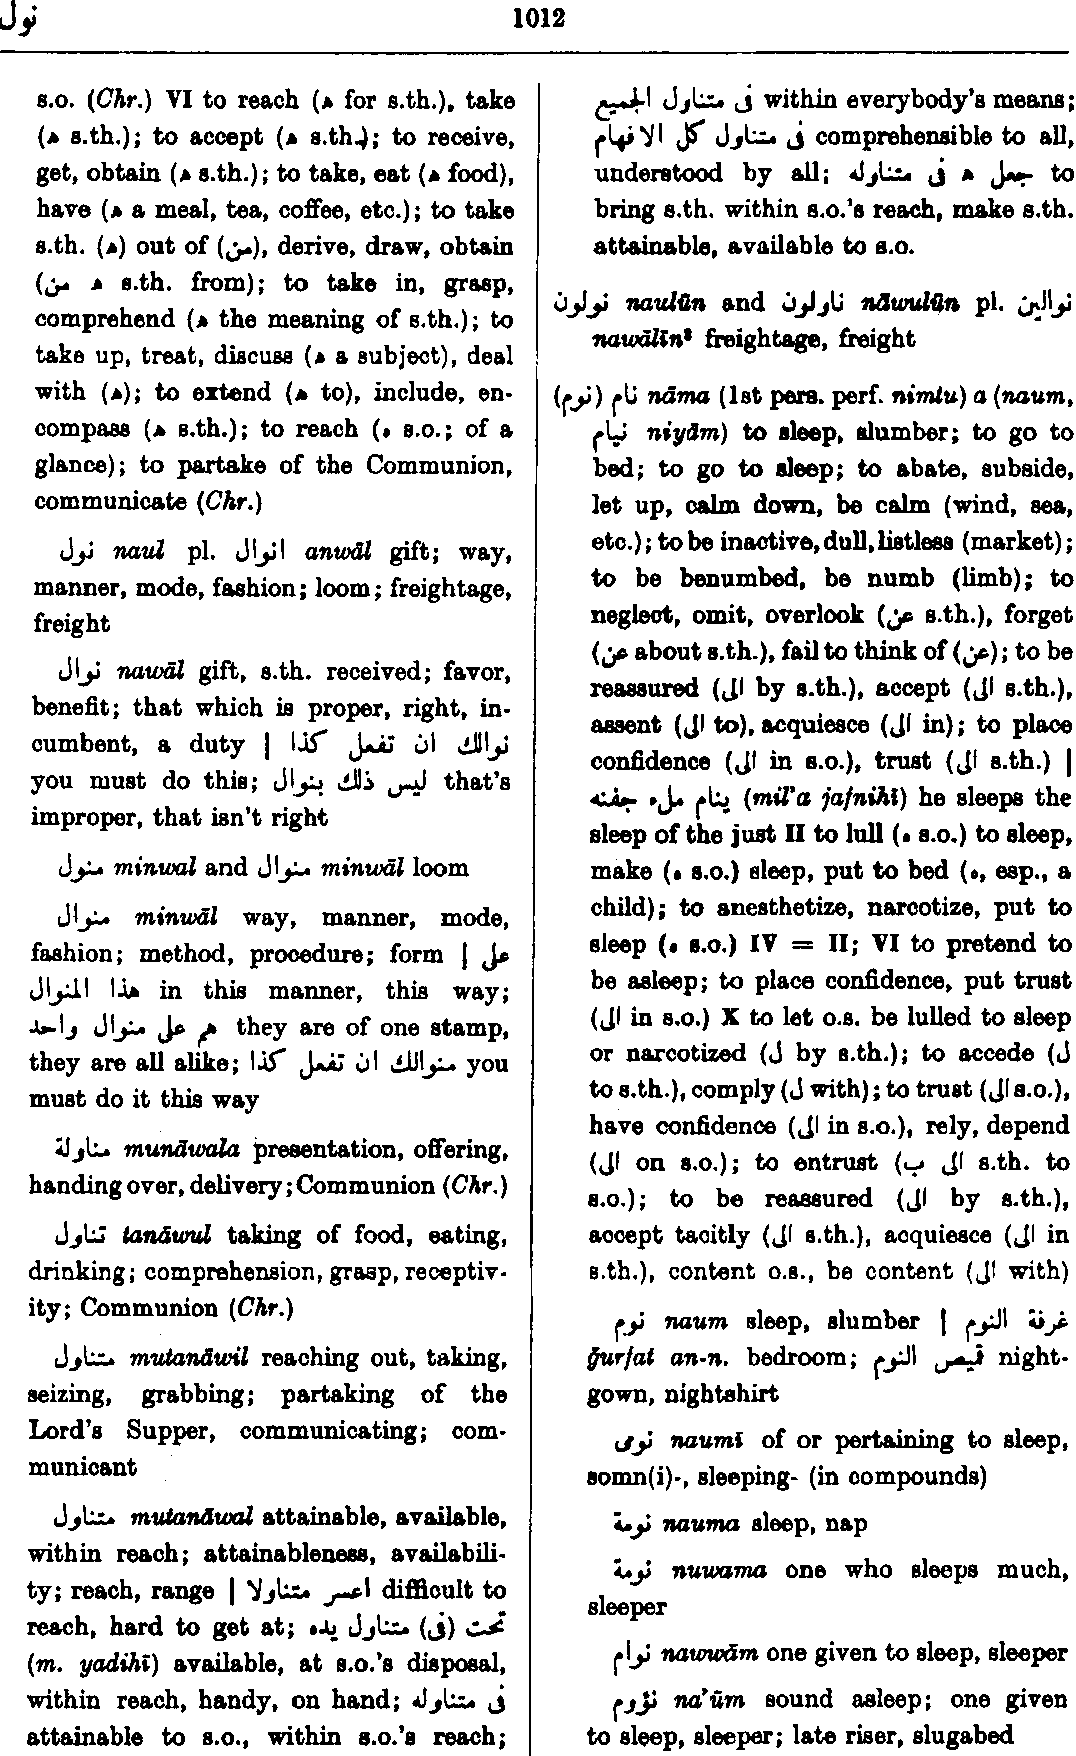 نول
1012
s.o. (Chr.) VI to reach (ه for s.th.), take
(ه s.th.); to accept (ه s.th.); to receive,
get, obtain (ه s.th.); to take, eat (ه food),
have (ه a meal, tea, coffee, etc.); to take
s.th. (ه) out of (من), derive, draw, obtain
(ه من s.th. from); to take in, grasp,
comprehend (ه the meaning of s.th.); to
take up, treat, discuss (ه a subject), deal
with (ه); to extend (ه to), include, en-
compass (ه s.th.); to reach (ه s.o.; of a
glance); to partake of the Communion,
communicate (Chr.)
نول naul pl. انوال anwāl gift; way,
manner, mode, fashion; loom; freightage,
freight
نوال nawāl gift, s.th. received; favor,
benefit; that which is proper, right, in-
cumbent, a duty | نوالك ان تفعل كذا
you must do this; ليس ذلك بنوال that's
improper, that isn't right
منول minwal and منوال minwāl loom
منوال minwāl way, manner, mode,
fashion; method, procedure; form | على
هذا المنوال in this manner, this way;
هم على منوال واحد they are of one stamp,
they are all alike; منوالك ان تفعل كذا you
must do it this way
مناولة munāwala presentation, offering,
handing over, delivery; Communion (Chr.)
تناول tanāwul taking of food, eating,
drinking; comprehension, grasp, receptiv-
ity; Communion (Chr.)
متناول mutanāwil reaching out, taking,
seizing, grabbing; partaking of the
Lord's Supper, communicating; com-
municant
متناول mutanāwal attainable, available,
within reach; attainableness, availabili-
ty; reach, range | اعسر متناولا difficult to
reach, hard to get at; تحت (فى) متناول يده
(m. yadihī) available, at s.o.'s disposal,
within reach, handy, on hand; فى متناوله
attainable to s.o., within s.o.'s reach;
فى متناول الجميع within everybody's means;
فى متناول كل الافهام comprehensible to all,
understood by all; جعل ه فى متناوله to
bring s.th. within s.o.'s reach, make s.th.
attainable, available to s.o.
نولون naulūn and ناولون nāwulūn pl. نوالين
nawālīn² freightage, freight
(نوم) نام nāma (1st pers. perf. nimtu) a (naum,
نيام niyām) to sleep, slumber; to go to
bed; to go to sleep; to abate, subside,
let up, calm down, be calm (wind, sea,
etc.); to be inactive, dull, listless (market);
to be benumbed, be numb (limb); to
neglect, omit, overlook (عن s.th.), forget
(عن about s.th.), fail to think of (عن); to be
reassured (الى by s.th.), accept (الى s.th.),
assent (الى to), acquiesce (الى in); to place
confidence (الى in s.o.), trust (الى s.th.) |
ينام ملء جفنه (mil'a jafnihī) he sleeps the
sleep of the just II to lull (ه s.o.) to sleep,
make (ه s.o.) sleep, put to bed (ه, esp., a
child); to anesthetize, narcotize, put to
sleep (ه s.o.) IV = II; VI to pretend to
be asleep; to place confidence, put trust
(الى in s.o.) X to let o.s. be lulled to sleep
or narcotized (ل by s.th.); to accede (ل
to s.th.), comply (ل with); to trust (الى s.o.),
have confidence (الى in s.o.), rely, depend
(الى on s.o.); to entrust (ب الى s.th. to
s.o.); to be reassured (الى by s.th.),
accept tacitly (الى s.th.), acquiesce (الى in
s.th.), content o.s., be content (الى with)
نوم naum sleep, slumber | غرفة النوم
ḡurfat an-n. bedroom; قميص النوم night-
gown, nightshirt
نومى naumī of or pertaining to sleep,
somn(i)-, sleeping- (in compounds)
نومة nauma sleep, nap
نومة nuwama one who sleeps much,
sleeper
نوام nawwām one given to sleep, sleeper
نؤوم na'ūm sound asleep; one given
to sleep, sleeper; late riser, slugabed